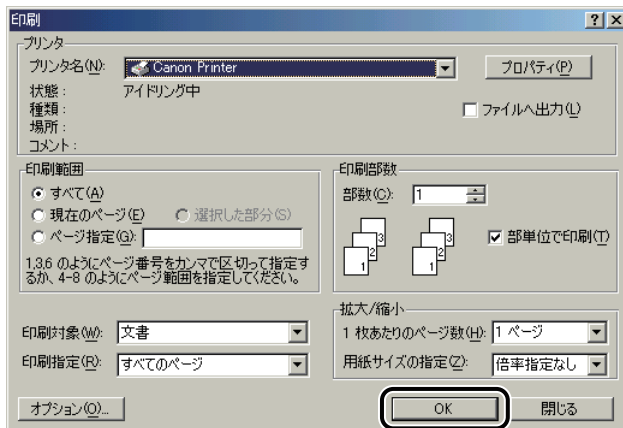 印刷
プリンタ
プリンタ名(N): Canon Printer プロパティ(P)
状態： アイドリング中
種類：
ファイルへ出力(L)
場所：
コメント：
印刷範囲
すべて(A)
現在のページ(E) 選択した部分(S)
ページ指定(G):
1,3,6 のようにページ番号をカンマで区切って指定す
るか、4-8 のようにページ範囲を指定してください。
印刷部数
部数(C): 1
1 2 3
1 2 3
部単位で印刷(T)
印刷対象(W): 文書
印刷指定(R): すべてのページ
拡大/縮小
1 枚あたりのページ数(H): 1 ページ
用紙サイズの指定(Z): 倍率指定なし
オプション(O)... OK 閉じる